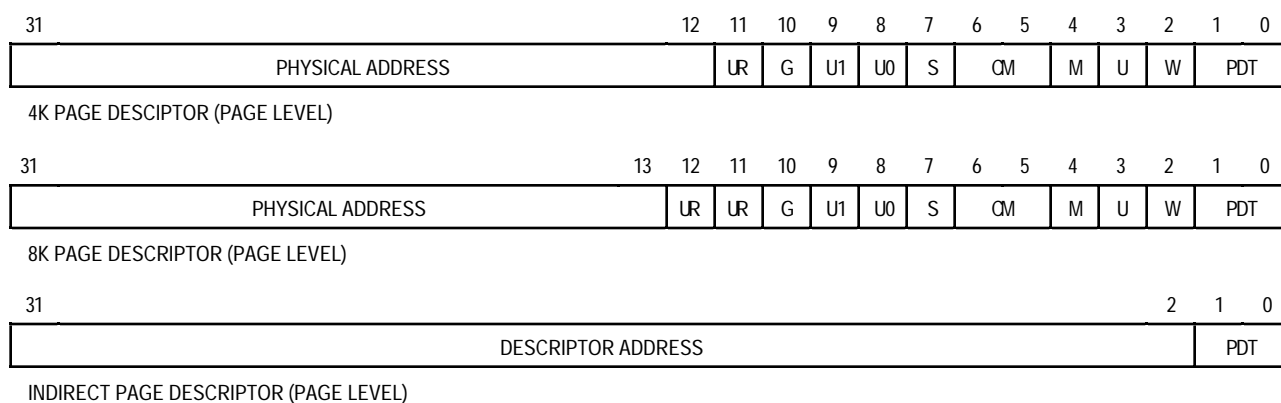 31 12 11 10 9 8 7 6 5 4 3 2 1 0
PHYSICAL ADDRESS UR G U1 U0 S CM M U W PDT
4K PAGE DESCIPTOR (PAGE LEVEL)
31 13 12 11 10 9 8 7 6 5 4 3 2 1 0
PHYSICAL ADDRESS UR UR G U1 U0 S CM M U W PDT
8K PAGE DESCRIPTOR (PAGE LEVEL)
31 2 1 0
DESCRIPTOR ADDRESS PDT
INDIRECT PAGE DESCRIPTOR (PAGE LEVEL)